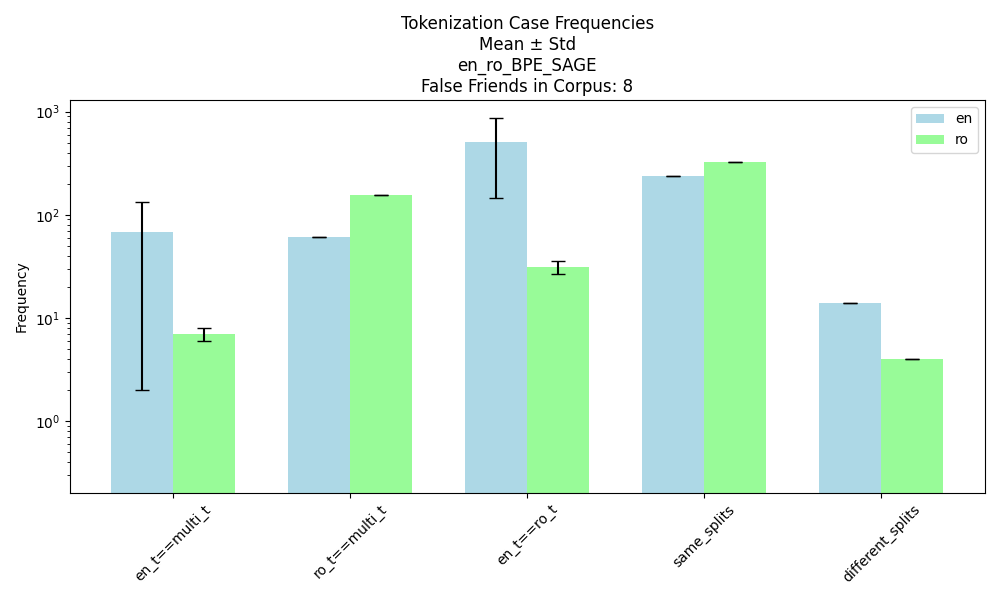 Tokenization Case Frequencies
Mean ± Std
en_ro_BPE_SAGE
False Friends in Corpus: 8
en
ro
Frequency
10³
10²
10¹
10⁰
en_t==multi_t
ro_t==multi_t
en_t==ro_t
same_splits
different_splits